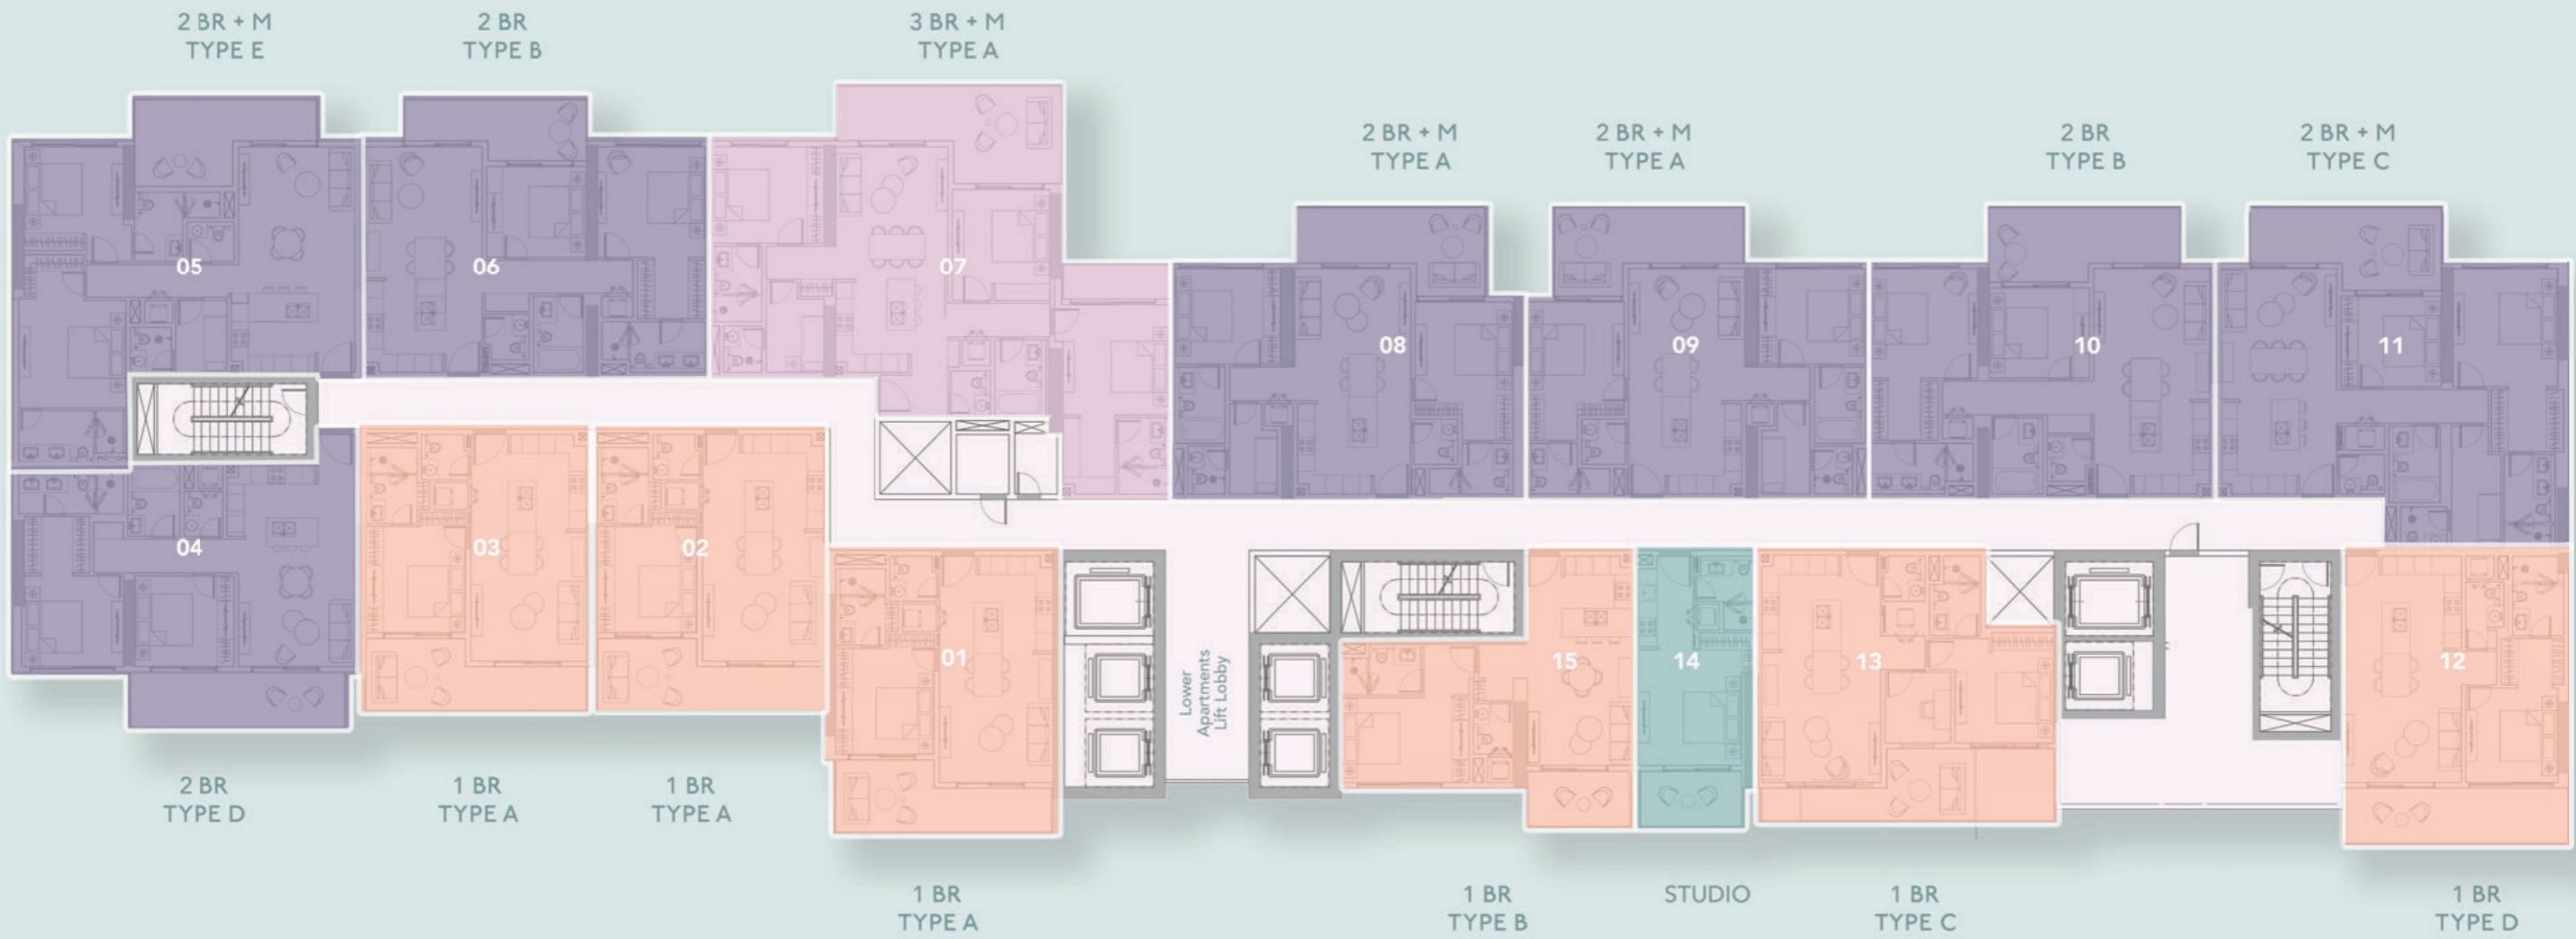 2 BR + M
TYPE E
2 BR
TYPE B
3 BR + M
TYPE A
2 BR + M
TYPE A
2 BR + M
TYPE A
2 BR
TYPE B
2 BR + M
TYPE C
05
06
07
08
09
10
11
04
03
02
01
15
14
13
12
Lower
Apartments
Lift Lobby
2 BR
TYPE D
1 BR
TYPE A
1 BR
TYPE A
1 BR
TYPE A
1 BR
TYPE B
STUDIO
1 BR
TYPE C
1 BR
TYPE D